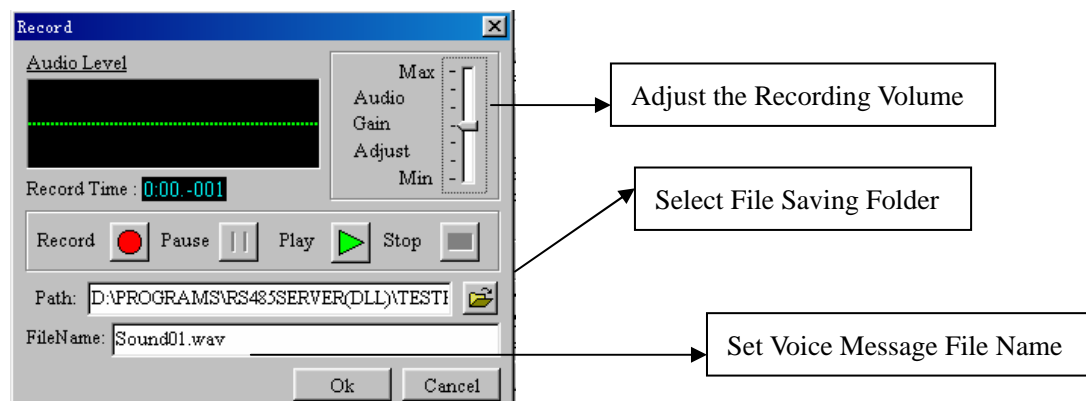 Record
Audio Level
Max
Audio
Gain
Adjust
Min
Adjust the Recording Volume
Record Time : 0:00.-001
Select File Saving Folder
Record Pause Play Stop
Path: D:\PROGRAMS\RS485SERVER(DLL)\TEST
FileName: Sound01.wav
Set Voice Message File Name
Ok Cancel